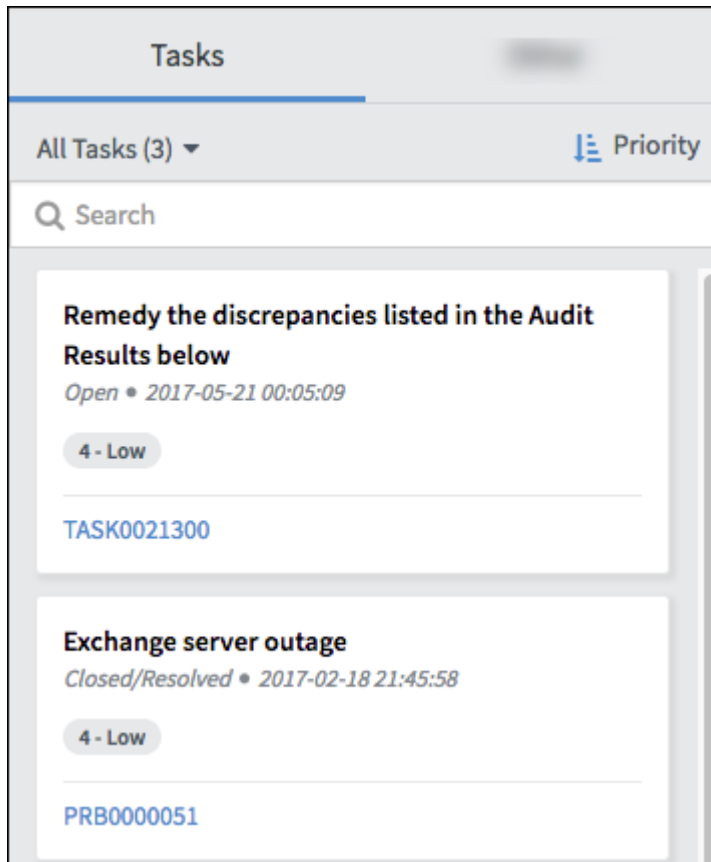 Tasks
All Tasks (3)
Priority
Search
Remedy the discrepancies listed in the Audit
Results below
Open • 2017-05-21 00:05:09
4 - Low
TASK0021300
Exchange server outage
Closed/Resolved • 2017-02-18 21:45:58
4 - Low
PRB0000051